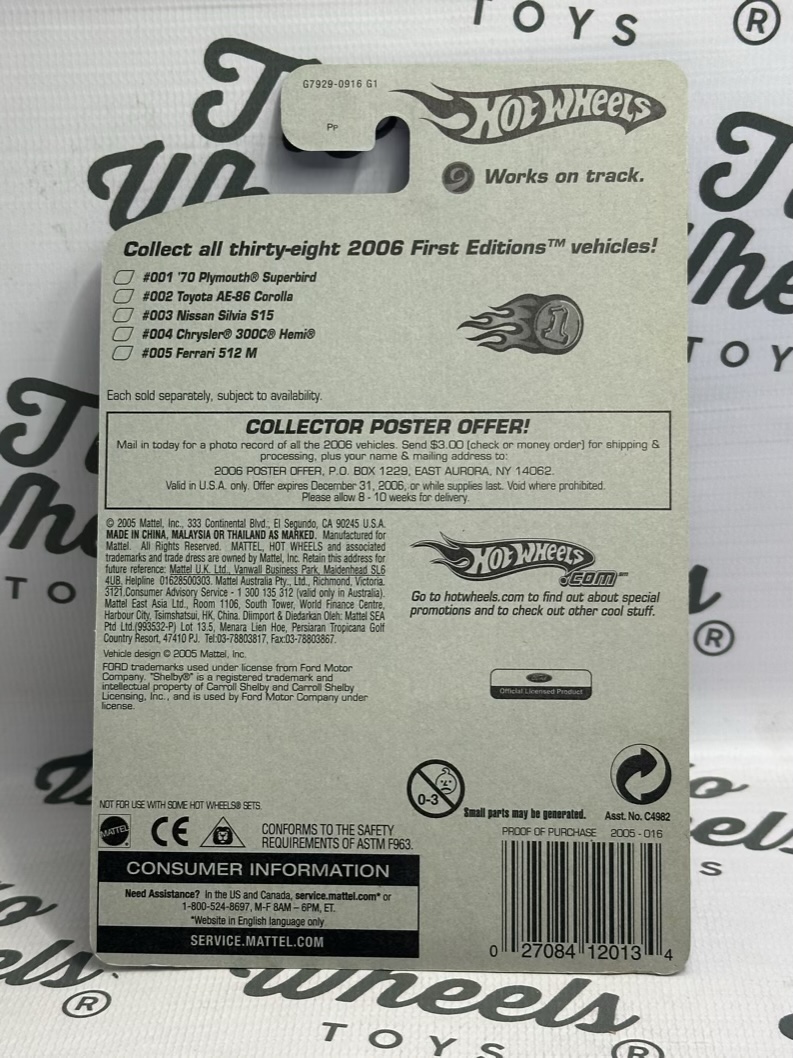 TOYS ®
G7929-0916 G1
PP
HOT WHEELS
Works on track.
Collect all thirty-eight 2006 First Editions™ vehicles!
#001 '70 Plymouth® Superbird
#002 Toyota AE-86 Corolla
#003 Nissan Silvia S15
#004 Chrysler® 300C® Hemi®
#005 Ferrari 512 M
1
Each sold separately, subject to availability.
COLLECTOR POSTER OFFER!
Mail in today for a photo record of all the 2006 vehicles. Send $3.00 (check or money order) for shipping &
processing, plus your name & mailing address to:
2006 POSTER OFFER, P.O. BOX 1229, EAST AURORA, NY 14062.
Valid in U.S.A. only. Offer expires December 31, 2006, or while supplies last. Void where prohibited.
Please allow 8 - 10 weeks for delivery.
© 2005 Mattel, Inc., 333 Continental Blvd., El Segundo, CA 90245 U.S.A.
MADE IN CHINA, MALAYSIA OR THAILAND AS MARKED. Manufactured for
Mattel. All Rights Reserved. MATTEL, HOT WHEELS and associated
trademarks and trade dress are owned by Mattel, Inc. Retain this address for
future reference: Mattel U.K. Ltd., Vanwall Business Park, Maidenhead SL6
4UB. Helpline 01628500303. Mattel Australia Pty., Ltd., Richmond, Victoria.
3121.Consumer Advisory Service - 1 300 135 312 (valid only in Australia).
Mattel East Asia Ltd., Room 1106, South Tower, World Finance Centre,
Harbour City, Tsimshatsui, HK, China. DIimport & Diedarkan Oleh: Mattel SEA
Ptd Ltd.(993532-P) Lot 13.5, Menara Lien Hoe, Persiaran Tropicana Golf
Country Resort, 47410 PJ. Tel:03-78803817, Fax:03-78803867.
Vehicle design © 2005 Mattel, Inc.
FORD trademarks used under license from Ford Motor
Company. "Shelby®" is a registered trademark and
intellectual property of Carroll Shelby and Carroll Shelby
Licensing, Inc., and is used by Ford Motor Company under
license.
HOT WHEELS
.COM™
Go to hotwheels.com to find out about special
promotions and to check out other cool stuff.
Ford
Official Licensed Product
0-3
Small parts may be generated.
Asst. No. C4982
NOT FOR USE WITH SOME HOT WHEELS® SETS.
MATTEL
CE
CONFORMS TO THE SAFETY
REQUIREMENTS OF ASTM F963.
PROOF OF PURCHASE 2005 - 016
CONSUMER INFORMATION
Need Assistance? In the US and Canada, service.mattel.com* or
1-800-524-8697, M-F 8AM – 6PM, ET.
*Website in English language only
SERVICE.MATTEL.COM
0 27084 12013 4
Wheels ®
TOYS ®